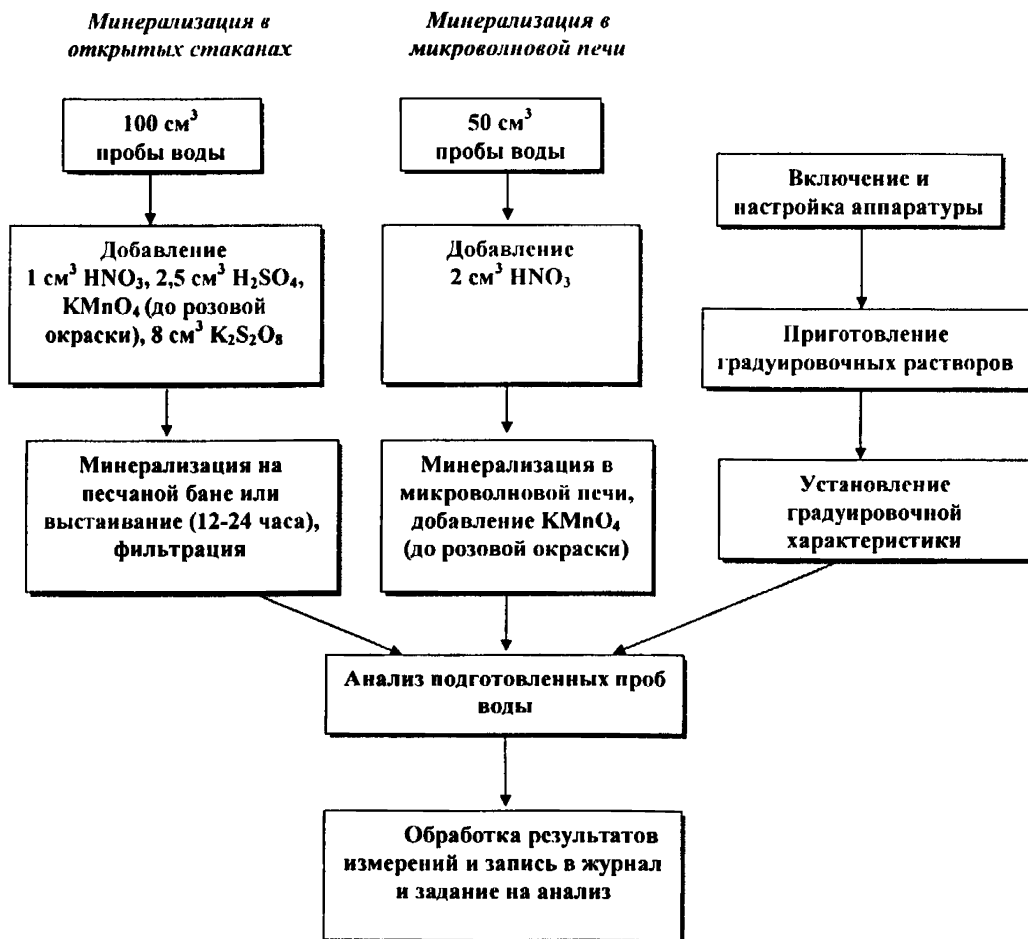 Минерализация в
открытых стаканах
Минерализация в
микроволновой печи
100 см³
пробы воды
50 см³
пробы воды
Включение и
настройка аппаратуры
Добавление
1 см³ HNO₃, 2,5 см³ H₂SO₄,
KMnO₄ (до розовой
окраски), 8 см³ K₂S₂O₈
Добавление
2 см³ HNO₃
Приготовление
градуировочных растворов
Минерализация на
песчаной бане или
выстаивание (12-24 часа),
фильтрация
Минерализация в
микроволновой печи,
добавление KMnO₄
(до розовой окраски)
Установление
градуировочной
характеристики
Анализ подготовленных проб
воды
Обработка результатов
измерений и запись в журнал
и задание на анализ